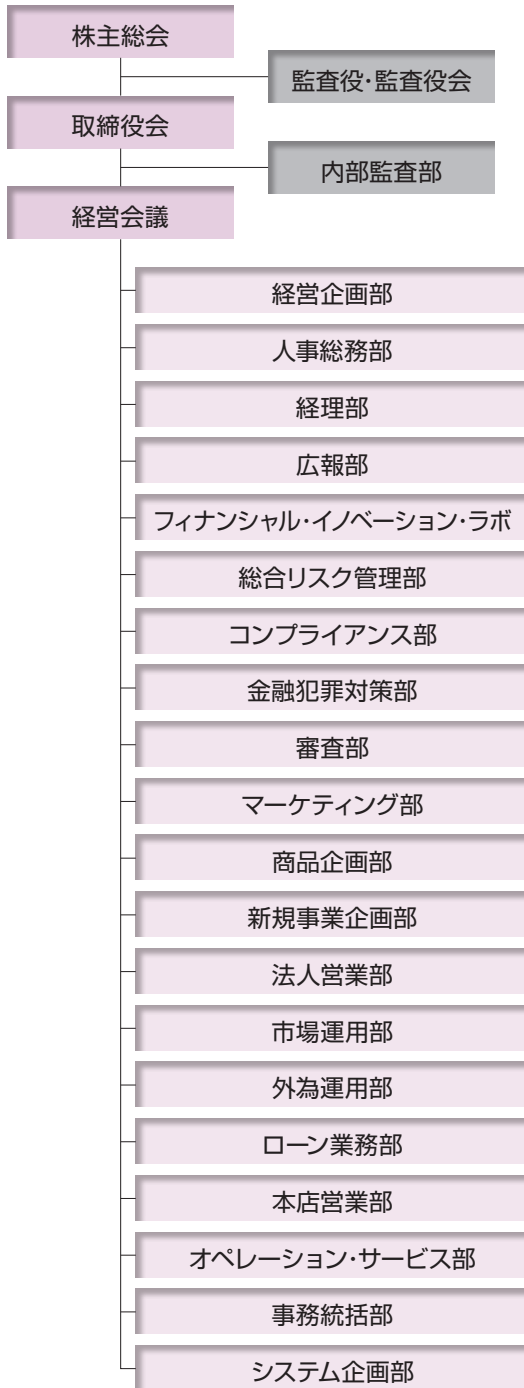 株主総会
監査役・監査役会
取締役会
内部監査部
経営会議
経営企画部
人事総務部
経理部
広報部
フィナンシャル・イノベーション・ラボ
総合リスク管理部
コンプライアンス部
金融犯罪対策部
審査部
マーケティング部
商品企画部
新規事業企画部
法人営業部
市場運用部
外為運用部
ローン業務部
本店営業部
オペレーション・サービス部
事務統括部
システム企画部